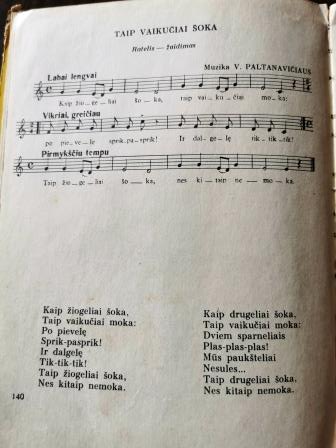 TAIP VAIKUČIAI ŠOKA
Ratelis — žaidimas
Muzika V. PALTANAVIČIAUS
Labai lengvai
Kaip žio-ge-liai šo-ka, taip vai-ku-čiai mo-ka:
Vikriai, greičiau
po pie-ve-lę sprik-pa-sprik! Ir dal-ge-lę tik-tik-tik!
Pirmykščiu tempu
Taip žio-ge-liai šo-ka, nes ki-taip ne-mo-ka.
Kaip žiogeliai šoka,
Taip vaikučiai moka:
Po pievelę
Sprik-pasprik!
Ir dalgelę
Tik-tik-tik!
Taip žiogeliai šoka,
Nes kitaip nemoka.
Kaip drugeliai šoka,
Taip vaikučiai moka:
Dviem sparneliais
Plas-plas-plas!
Mūs paukšteliai
Nesules...
Taip drugeliai šoka,
Nes kitaip nemoka.
140